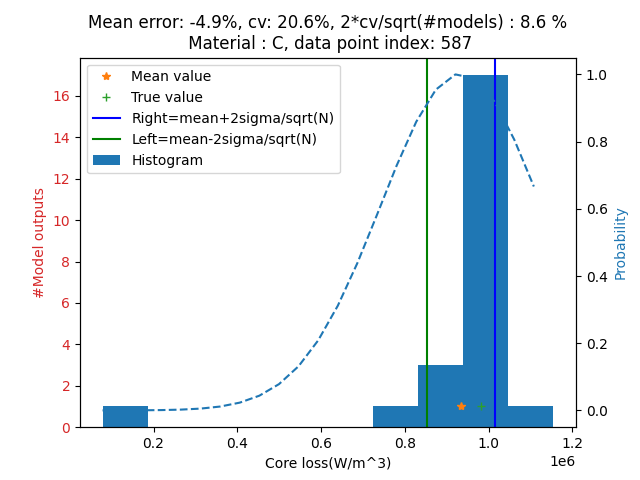 Mean error: -4.9%, cv: 20.6%, 2*cv/sqrt(#models) : 8.6 %
Material : C, data point index: 587
Mean value
True value
Right=mean+2sigma/sqrt(N)
Left=mean-2sigma/sqrt(N)
Histogram
#Model outputs
16
14
12
10
8
6
4
2
0
1.0
0.8
0.6
0.4
0.2
0.0
Probability
0.2 0.4 0.6 0.8 1.0 1.2
1e6
Core loss(W/m^3)